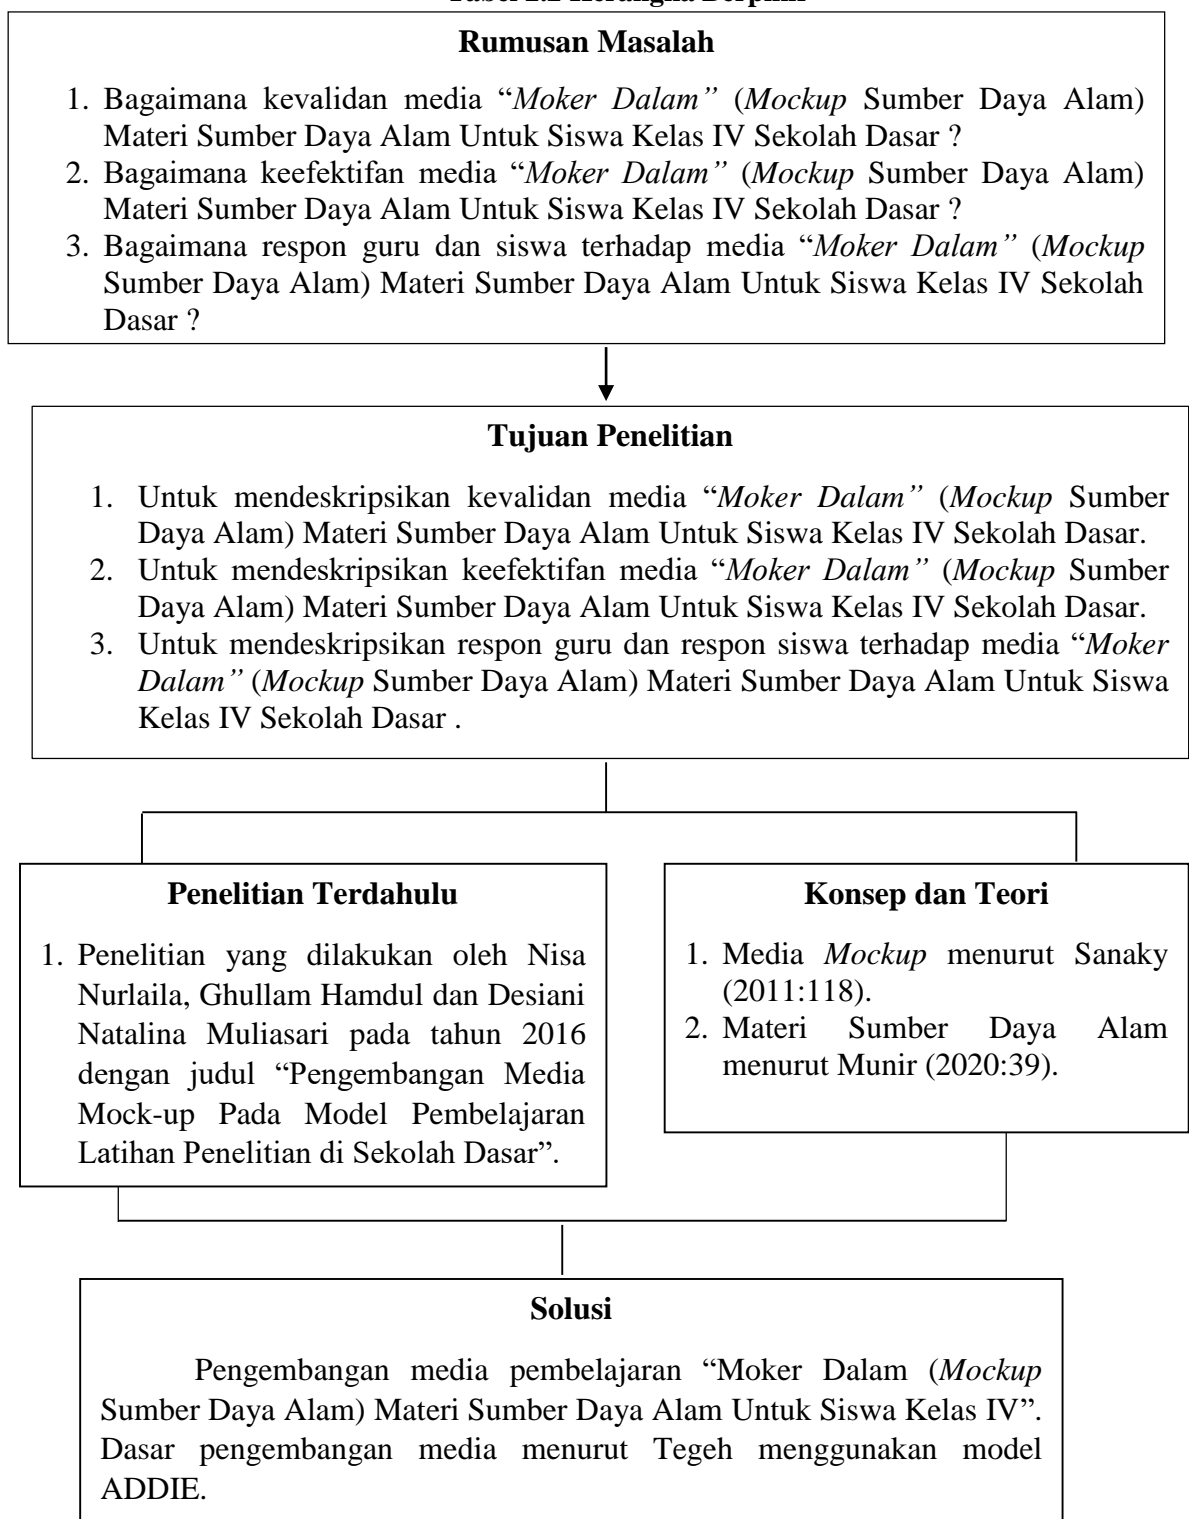 Rumusan Masalah
1. Bagaimana kevalidan media “Moker Dalam” (Mockup Sumber Daya Alam)
Materi Sumber Daya Alam Untuk Siswa Kelas IV Sekolah Dasar ?
2. Bagaimana keefektifan media “Moker Dalam” (Mockup Sumber Daya Alam)
Materi Sumber Daya Alam Untuk Siswa Kelas IV Sekolah Dasar ?
3. Bagaimana respon guru dan siswa terhadap media “Moker Dalam” (Mockup
Sumber Daya Alam) Materi Sumber Daya Alam Untuk Siswa Kelas IV Sekolah
Dasar ?
Tujuan Penelitian
1. Untuk mendeskripsikan kevalidan media “Moker Dalam” (Mockup Sumber
Daya Alam) Materi Sumber Daya Alam Untuk Siswa Kelas IV Sekolah Dasar.
2. Untuk mendeskripsikan keefektifan media “Moker Dalam” (Mockup Sumber
Daya Alam) Materi Sumber Daya Alam Untuk Siswa Kelas IV Sekolah Dasar.
3. Untuk mendeskripsikan respon guru dan respon siswa terhadap media “Moker
Dalam” (Mockup Sumber Daya Alam) Materi Sumber Daya Alam Untuk Siswa
Kelas IV Sekolah Dasar .
Penelitian Terdahulu
1. Penelitian yang dilakukan oleh Nisa
Nurlaila, Ghullam Hamdul dan Desiani
Natalina Muliasari pada tahun 2016
dengan judul “Pengembangan Media
Mock-up Pada Model Pembelajaran
Latihan Penelitian di Sekolah Dasar”.
Konsep dan Teori
1. Media Mockup menurut Sanaky
(2011:118).
2. Materi Sumber Daya Alam
menurut Munir (2020:39).
Solusi
Pengembangan media pembelajaran “Moker Dalam (Mockup
Sumber Daya Alam) Materi Sumber Daya Alam Untuk Siswa Kelas IV”.
Dasar pengembangan media menurut Tegeh menggunakan model
ADDIE.